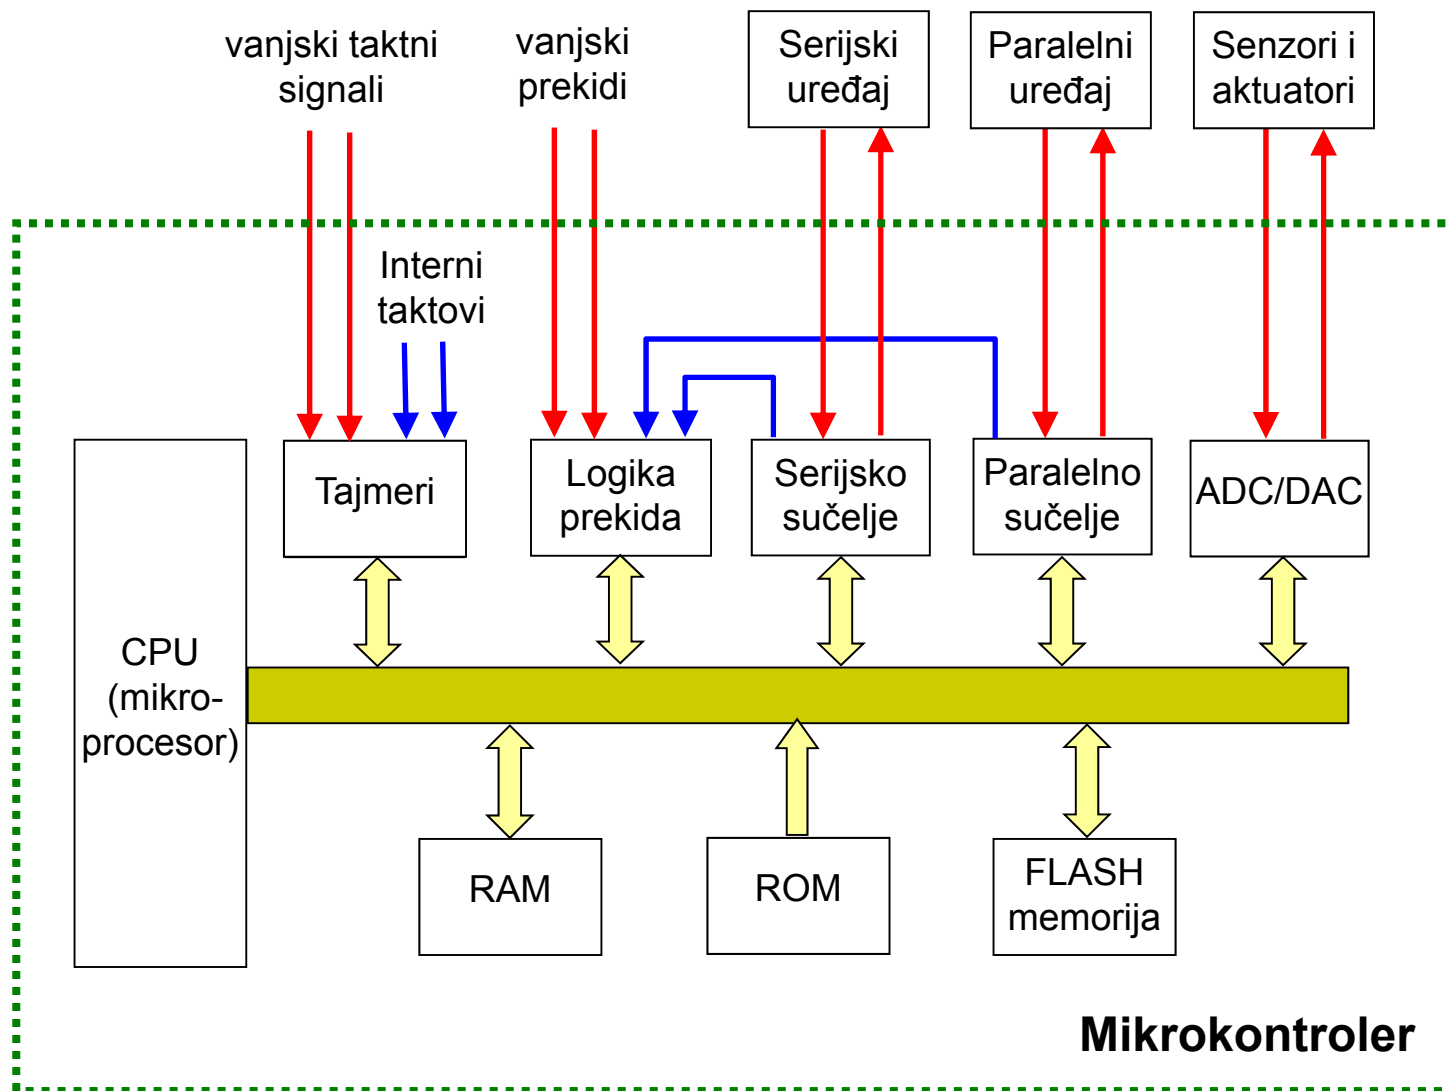 vanjski taktni
signali
vanjski
prekidi
Serijski
uređaj
Paralelni
uređaj
Senzori i
aktuatori
Interni
taktovi
Tajmeri
Logika
prekida
Serijsko
sučelje
Paralelno
sučelje
ADC/DAC
CPU
(mikro-
procesor)
RAM
ROM
FLASH
memorija
Mikrokontroler